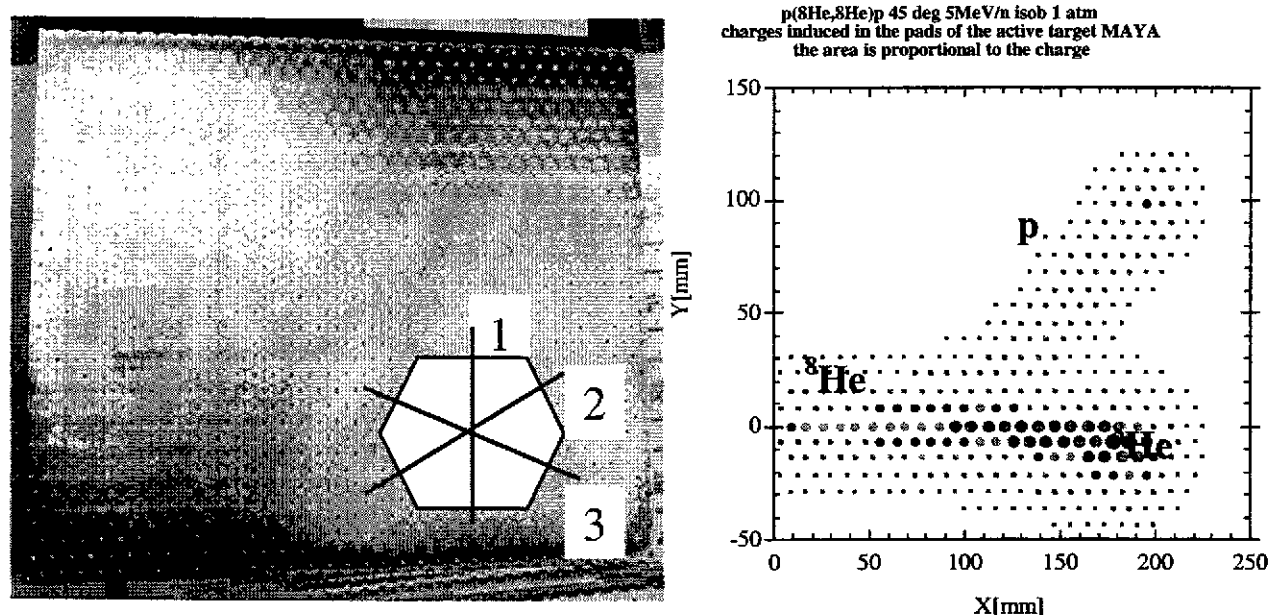 p(8He,8He)p 45 deg 5MeV/n isob 1 atm
charges induced in the pads of the active target MAYA
the area is proportional to the charge
1
2
3
150
100
50
0
-50
Y[mm]
p
8He
He
0
50
100
150
200
250
X[mm]